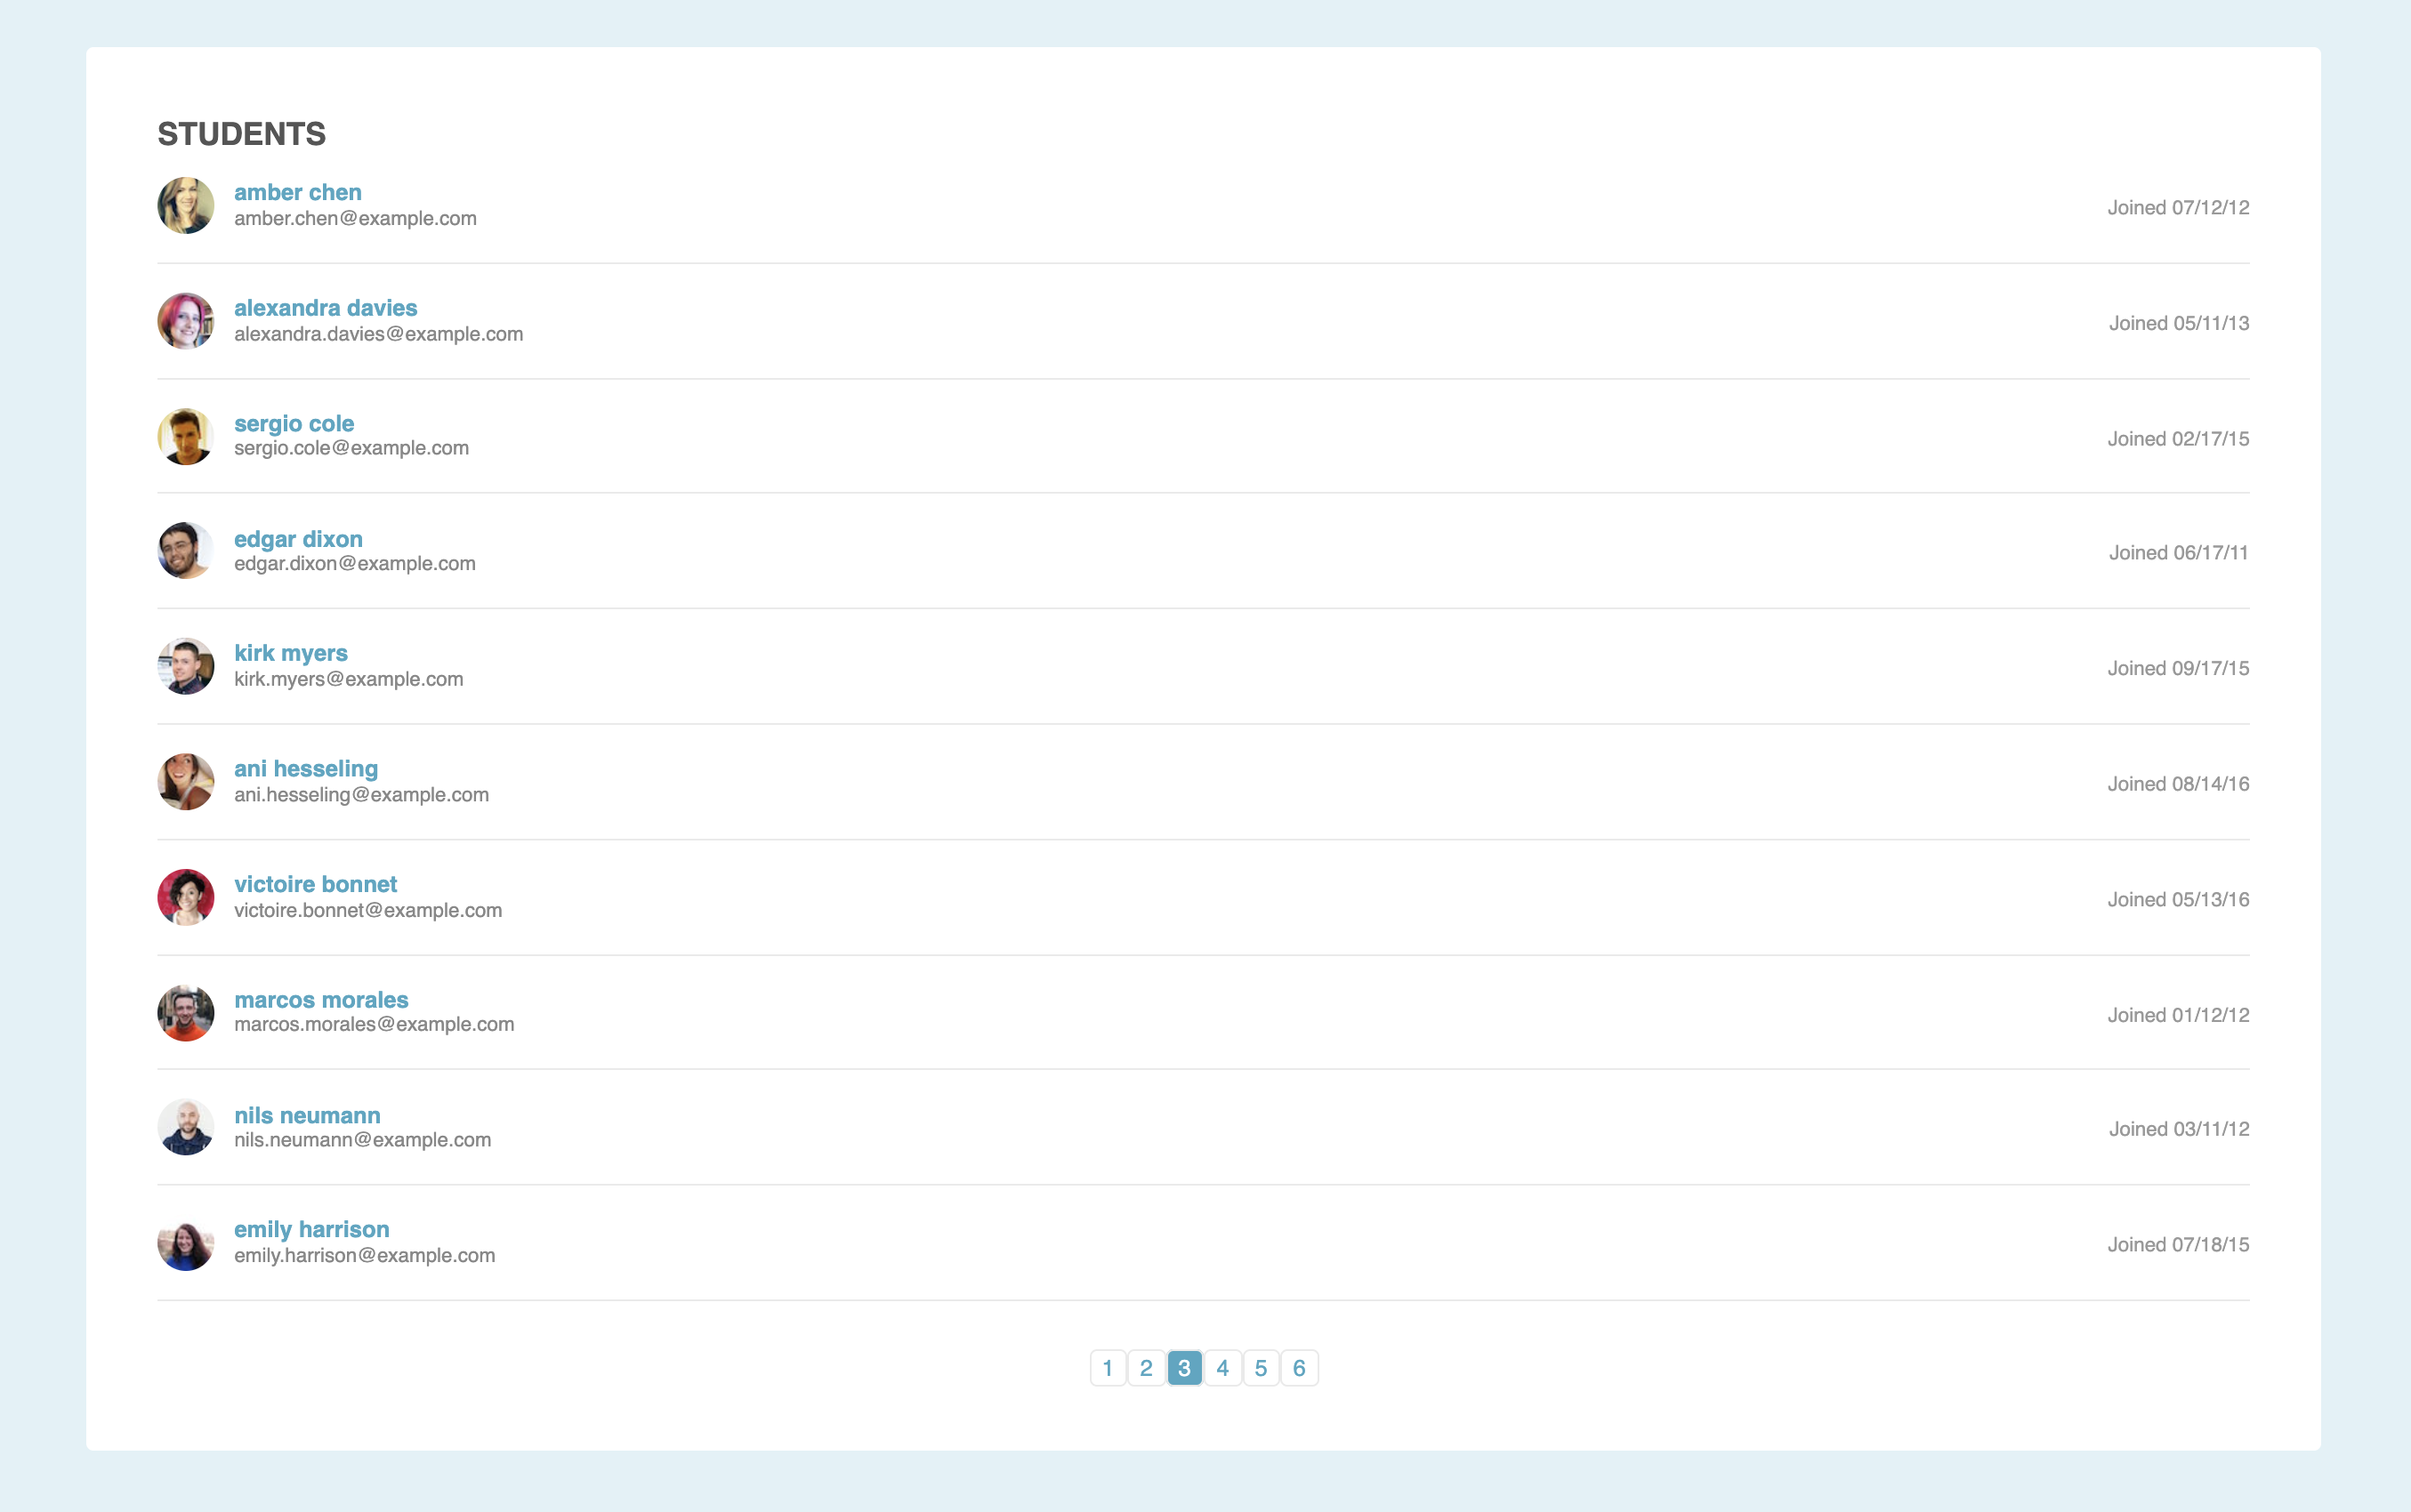 STUDENTS
amber chen
amber.chen@example.com
Joined 07/12/12
alexandra davies
alexandra.davies@example.com
Joined 05/11/13
sergio cole
sergio.cole@example.com
Joined 02/17/15
edgar dixon
edgar.dixon@example.com
Joined 06/17/11
kirk myers
kirk.myers@example.com
Joined 09/17/15
ani hesseling
ani.hesseling@example.com
Joined 08/14/16
victoire bonnet
victoire.bonnet@example.com
Joined 05/13/16
marcos morales
marcos.morales@example.com
Joined 01/12/12
nils neumann
nils.neumann@example.com
Joined 03/11/12
emily harrison
emily.harrison@example.com
Joined 07/18/15
1 2 3 4 5 6